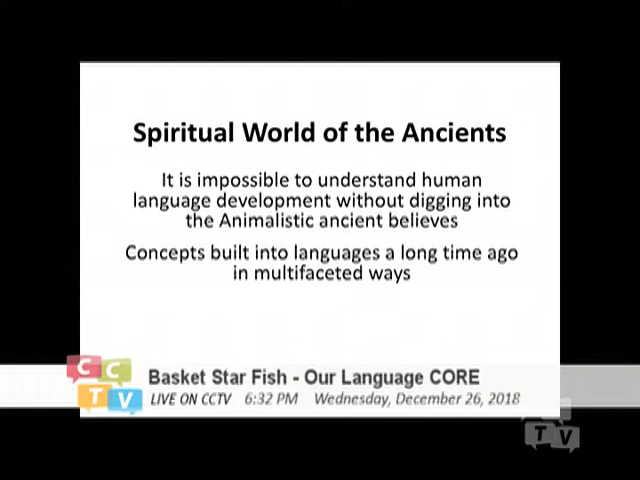 Spiritual World of the Ancients
It is impossible to understand human
language development without digging into
the Animalistic ancient believes
Concepts built into languages a long time ago
in multifaceted ways
CC
TV
Basket Star Fish - Our Language CORE
LIVE ON CCTV 6:32 PM Wednesday, December 26, 2018
TV